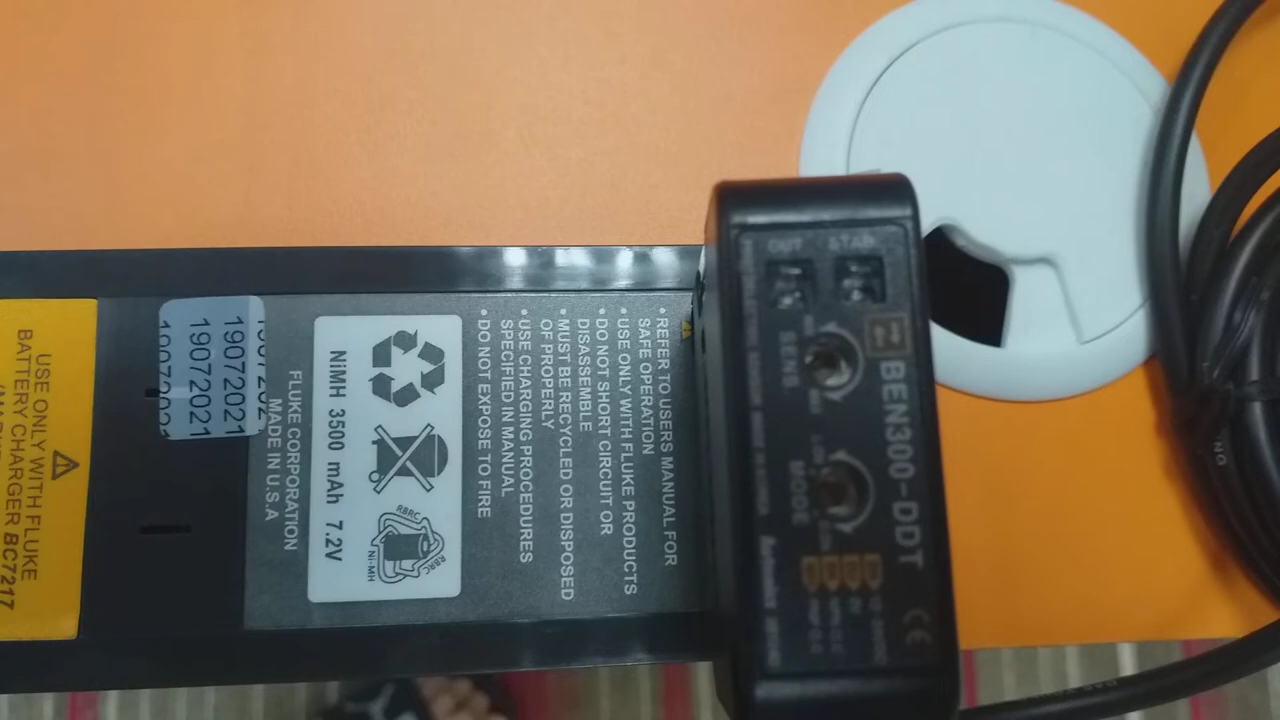 USE ONLY WITH FLUKE
BATTERY CHARGER BC7217
19072021
19072021
19072021
• REFER TO USERS MANUAL FOR
SAFE OPERATION
• USE ONLY WITH FLUKE PRODUCTS
• DO NOT SHORT CIRCUIT OR
DISASSEMBLE
• MUST BE RECYCLED OR DISPOSED
OF PROPERLY
• USE CHARGING PROCEDURES
SPECIFIED IN MANUAL
• DO NOT EXPOSE TO FIRE
RBRC
RBRC
Ni-MH
NiMH 3500 mAh 7.2V
FLUKE CORPORATION
MADE IN U.S.A
BEN300-DDT
OUT STAB
SENS
MODE
CE